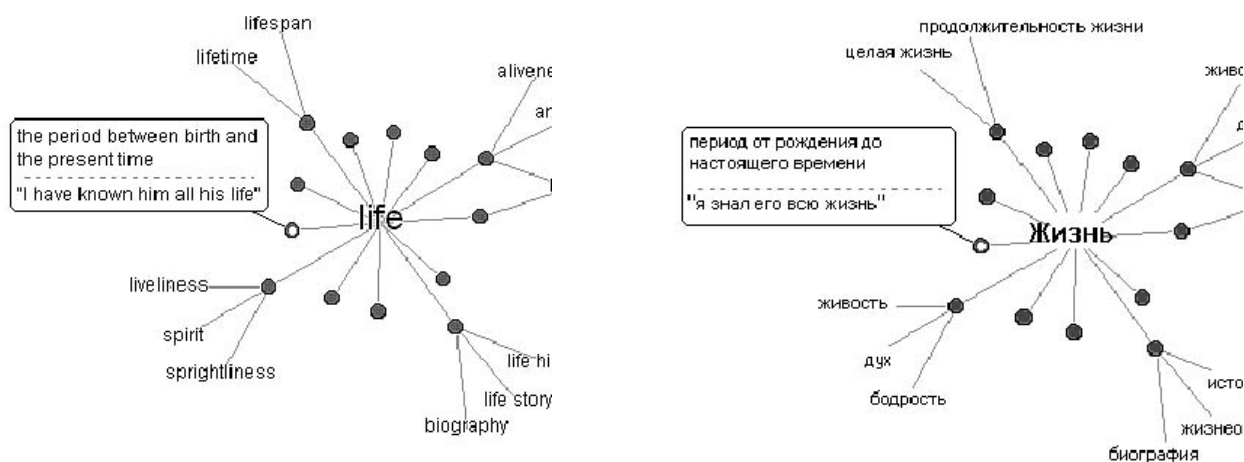 lifespan
lifetime
the period between birth and
the present time
"I have known him all his life"
life
liveliness
spirit
sprightliness
life story
biography
продолжительность жизни
целая жизнь
период от рождения до
настоящего времени
"я знал его всю жизнь"
Жизнь
живость
дух
бодрость
биография